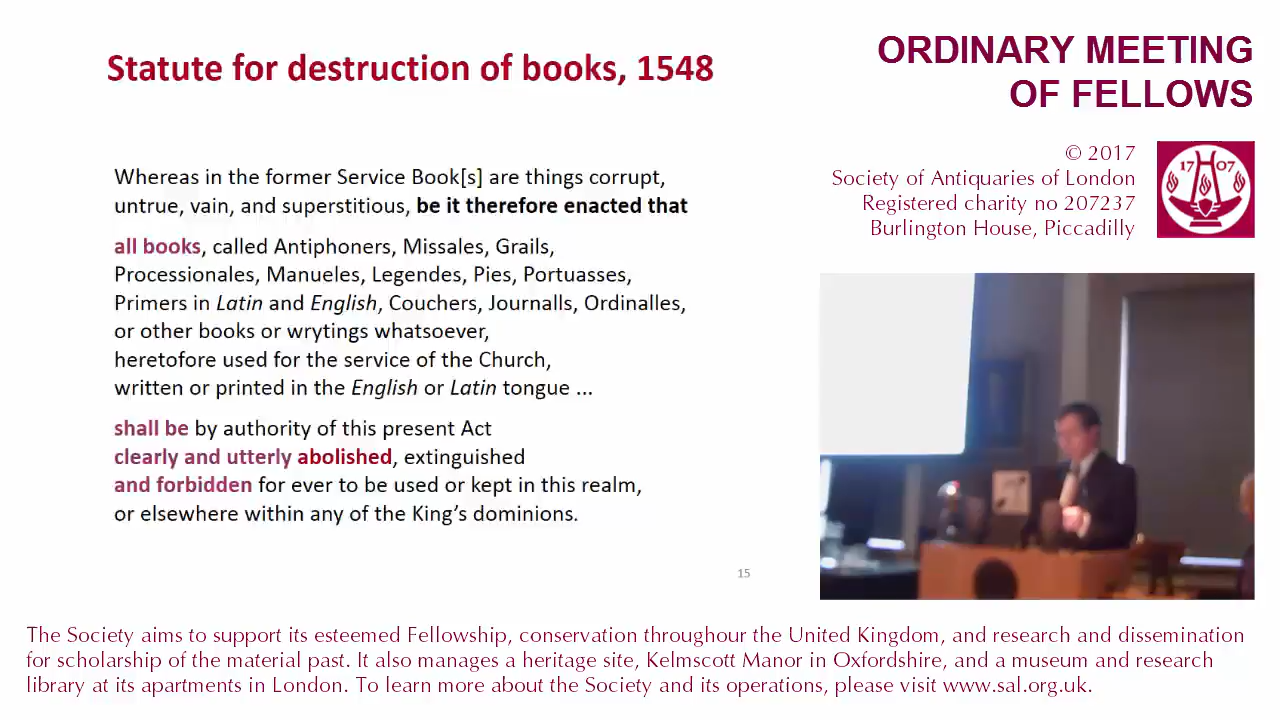 Statute for destruction of books, 1548
Whereas in the former Service Book[s] are things corrupt,
untrue, vain, and superstitious, be it therefore enacted that
all books, called Antiphoners, Missales, Grails,
Processionales, Manueles, Legendes, Pies, Portuasses,
Primers in Latin and English, Couchers, Journalls, Ordinalles,
or other books or wrytings whatsoever,
heretofore used for the service of the Church,
written or printed in the English or Latin tongue ...
shall be by authority of this present Act
clearly and utterly abolished, extinguished
and forbidden for ever to be used or kept in this realm,
or elsewhere within any of the King's dominions.
15
ORDINARY MEETING
OF FELLOWS
© 2017
Society of Antiquaries of London
Registered charity no 207237
Burlington House, Piccadilly
17 07
The Society aims to support its esteemed Fellowship, conservation throughour the United Kingdom, and research and dissemination
for scholarship of the material past. It also manages a heritage site, Kelmscott Manor in Oxfordshire, and a museum and research
library at its apartments in London. To learn more about the Society and its operations, please visit www.sal.org.uk.